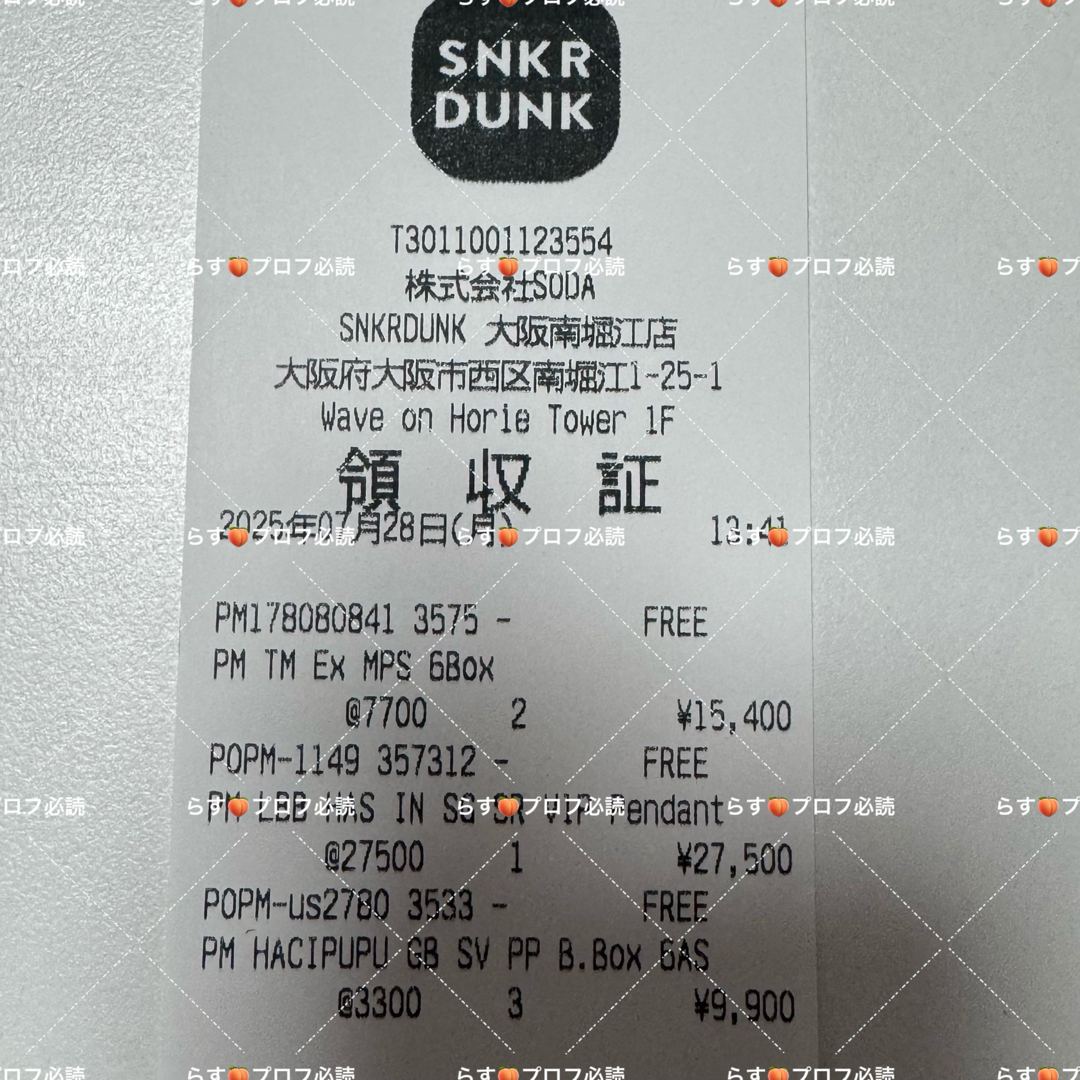 SNKR
DUNK
T3011001123554
株式会社SODA
SNKRDUNK 大阪南堀江店
大阪府大阪市西区南堀江1-25-1
Wave on Horie Tower 1F
領 収 証
2025年07月28日(月) 13:41
PM178080841 3575 - FREE
PM TM Ex MPS 6Box
@7700 2 ¥15,400
POPM-1149 357312 - FREE
PM IN VIP Pendant
@27500 1 ¥27,500
POPM-us2780 3533 - FREE
PM HACIPUPU GB SV PP B.Box 6AS
@3300 3 ¥9,900
らす🍑プロフ必読